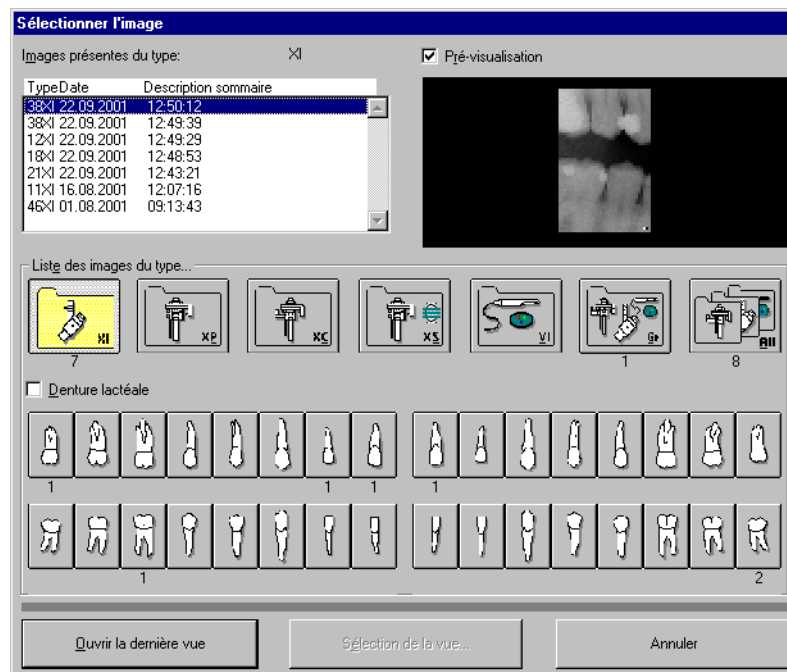 Sélectionner l'image
Images présentes du type: XI
Pré-visualisation
TypeDate Description sommaire
38XI 22.09.2001 12:50:12
38XI 22.09.2001 12:49:39
12XI 22.09.2001 12:49:29
18XI 22.09.2001 12:48:53
21XI 22.09.2001 12:43:21
11XI 16.08.2001 12:07:16
46XI 01.08.2001 09:13:43
Liste des images du type...
XI XP XC XS VI Gr All
7 1 8
Denture lactéale
1 1 1 1
1 2
Ouvrir la dernière vue Sélection de la vue... Annuler